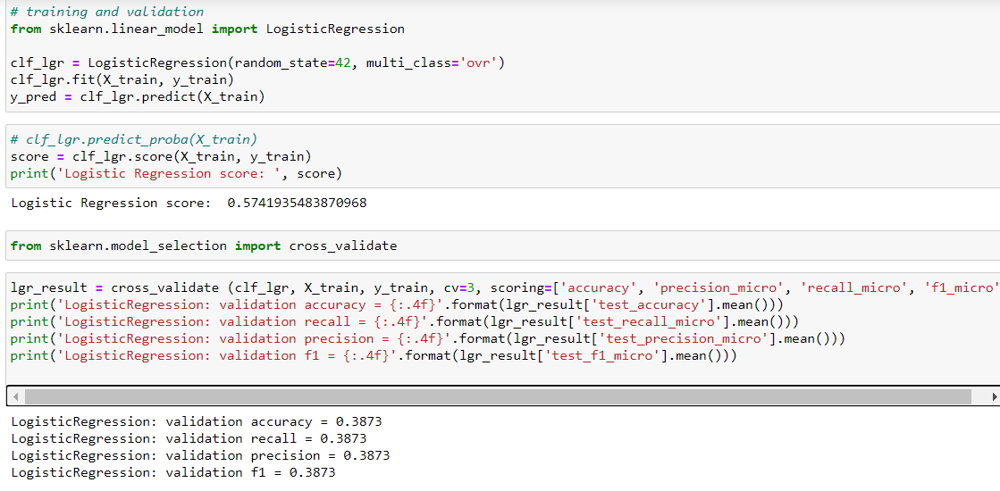 # training and validation
from sklearn.linear_model import LogisticRegression
clf_lgr = LogisticRegression(random_state=42, multi_class='ovr')
clf_lgr.fit(X_train, y_train)
y_pred = clf_lgr.predict(X_train)
# clf_lgr.predict_proba(X_train)
score = clf_lgr.score(X_train, y_train)
print('Logistic Regression score: ', score)
Logistic Regression score:  0.5741935483870968
from sklearn.model_selection import cross_validate
lgr_result = cross_validate (clf_lgr, X_train, y_train, cv=3, scoring=['accuracy', 'precision_micro', 'recall_micro', 'f1_micro'
print('LogisticRegression: validation accuracy = {:.4f}'.format(lgr_result['test_accuracy'].mean()))
print('LogisticRegression: validation recall = {:.4f}'.format(lgr_result['test_recall_micro'].mean()))
print('LogisticRegression: validation precision = {:.4f}'.format(lgr_result['test_precision_micro'].mean()))
print('LogisticRegression: validation f1 = {:.4f}'.format(lgr_result['test_f1_micro'].mean()))
LogisticRegression: validation accuracy = 0.3873
LogisticRegression: validation recall = 0.3873
LogisticRegression: validation precision = 0.3873
LogisticRegression: validation f1 = 0.3873